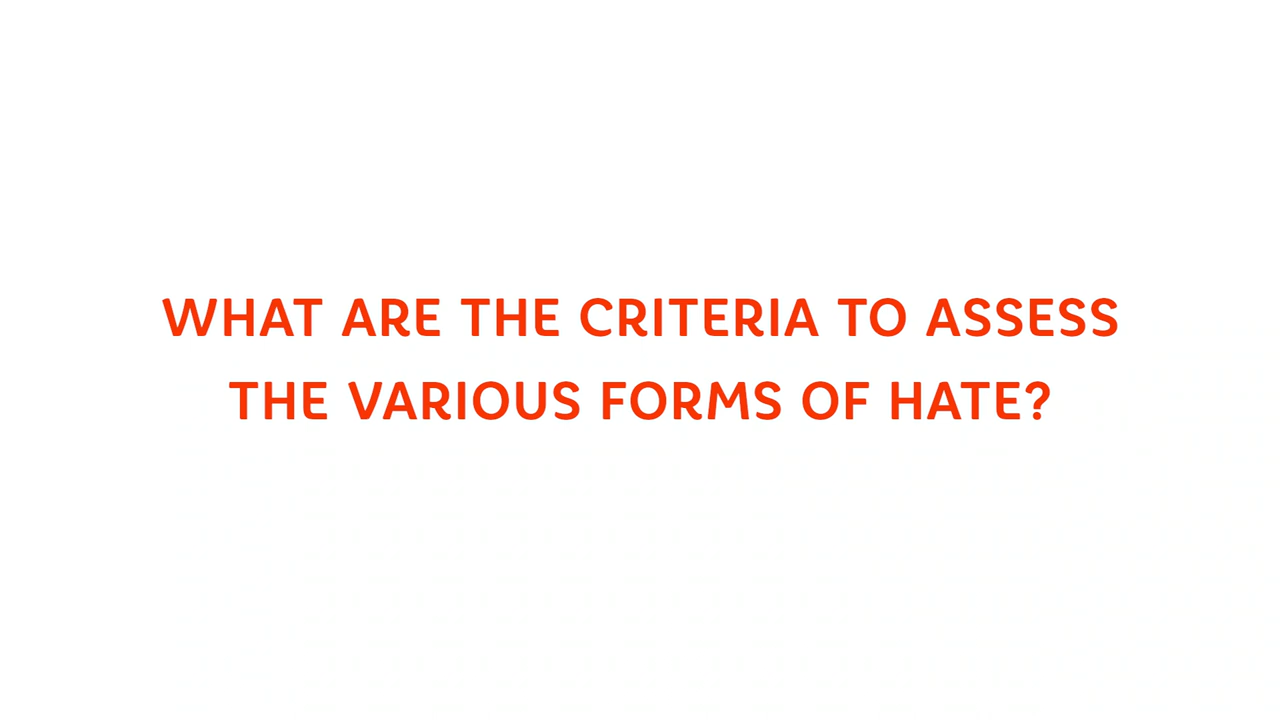 WHAT ARE THE CRITERIA TO ASSESS
THE VARIOUS FORMS OF HATE?